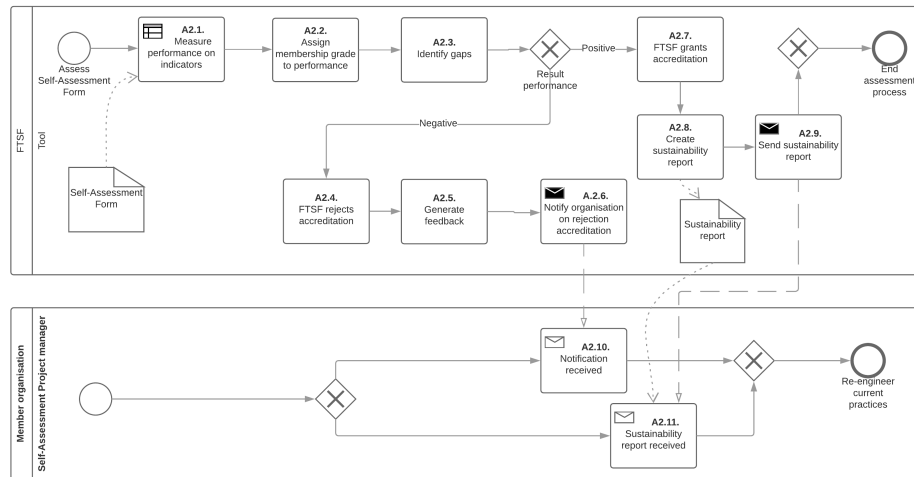 FTSF
Tool
Assess
Self-Assessment
Form
A2.1.
Measure
performance on
indicators
A2.2.
Assign
membership grade
to performance
A2.3.
Identify gaps
Result
performance
Positive
A2.7.
FTSF grants
accreditation
End
assessment
process
Negative
A2.8.
Create
sustainability
report
A2.9.
Send sustainability
report
Self-Assessment
Form
A2.4.
FTSF rejects
accreditation
A2.5.
Generate
feedback
A.2.6.
Notify organisation
on rejection
accreditation
Sustainability
report
Member organisation
Self-Assessment Project manager
A2.10.
Notification
received
Re-engineer
current
practices
A2.11.
Sustainability
report received